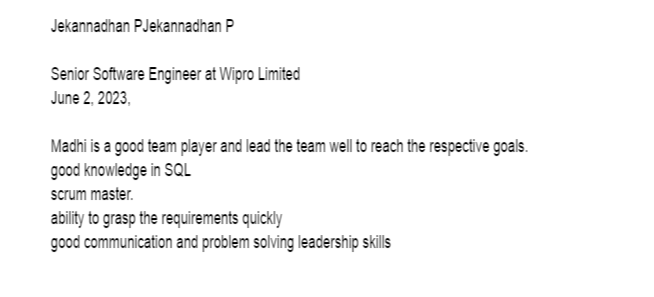 Jekannadhan PJekannadhan P
Senior Software Engineer at Wipro Limited
June 2, 2023,
Madhi is a good team player and lead the team well to reach the respective goals.
good knowledge in SQL
scrum master.
ability to grasp the requirements quickly
good communication and problem solving leadership skills